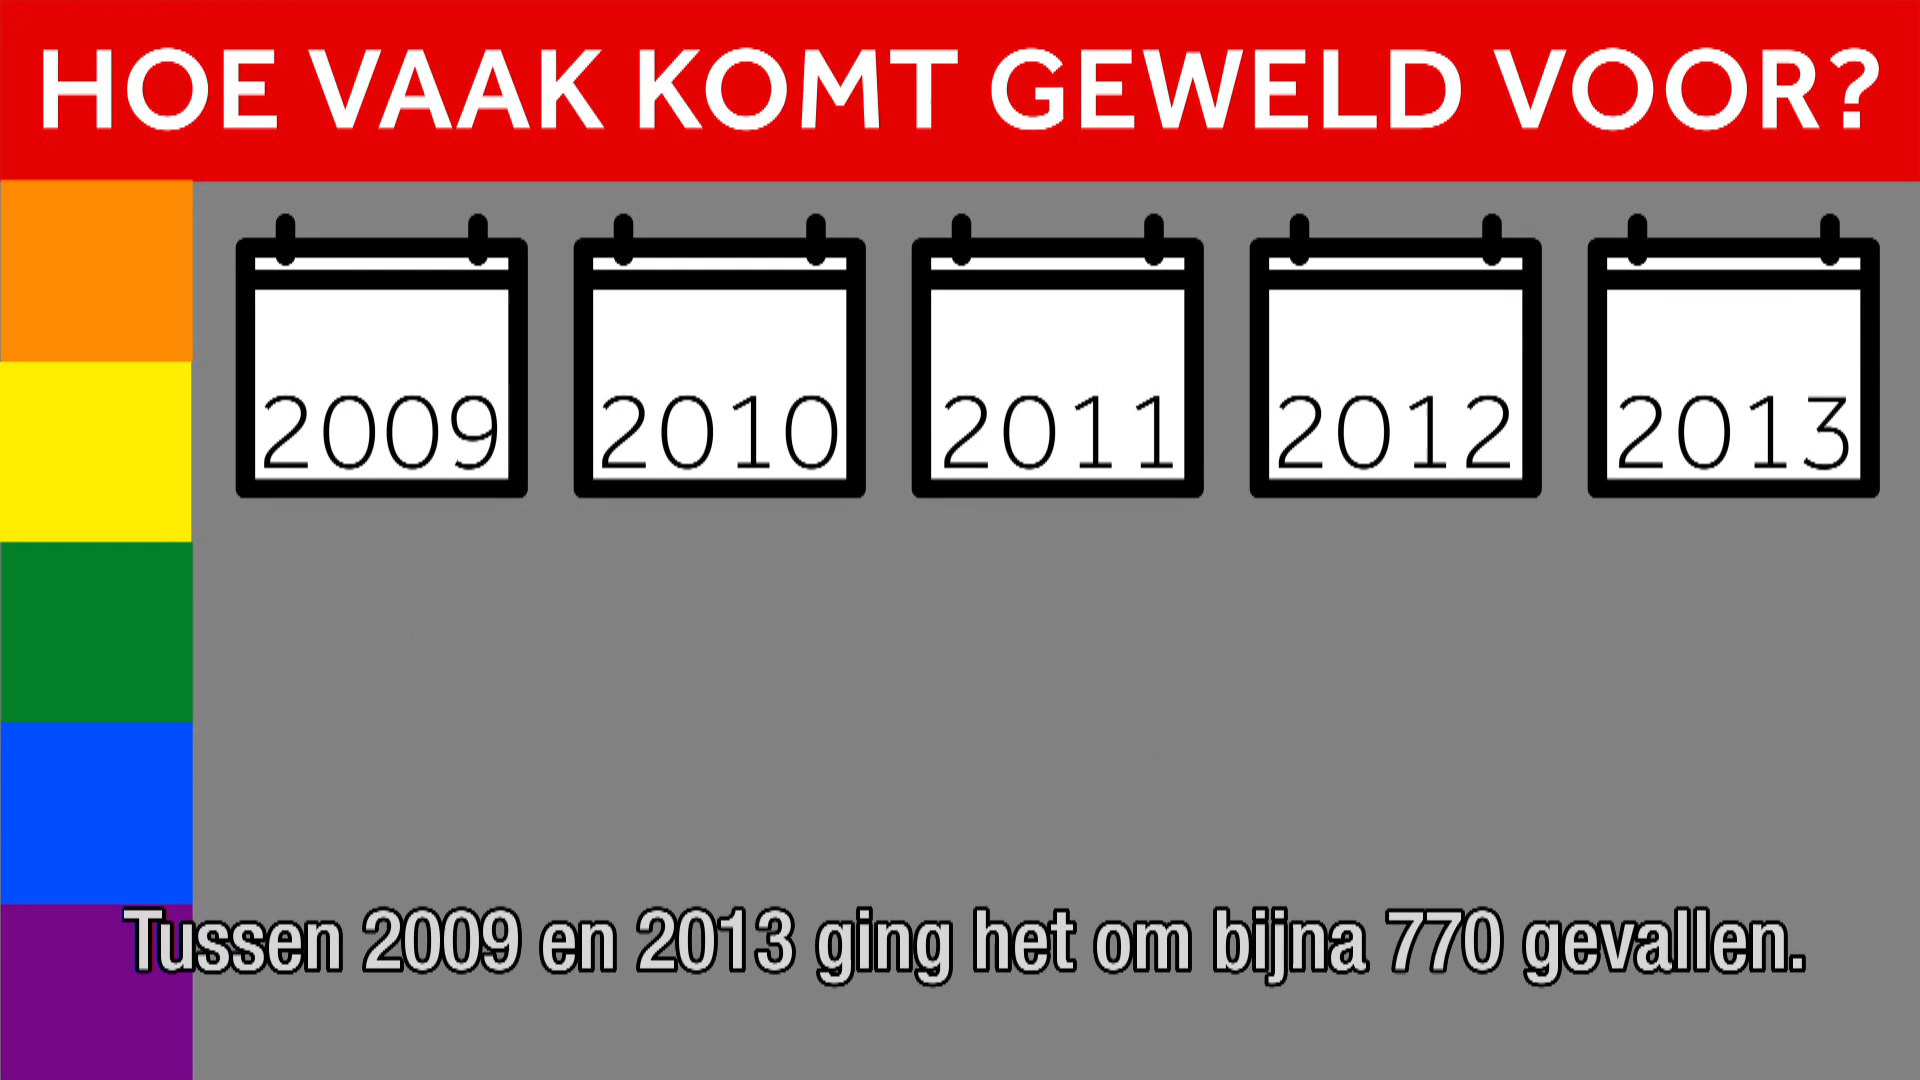 HOE VAAK KOMT GEWELD VOOR?
2009 2010 2011 2012 2013
Tussen 2009 en 2013 ging het om bijna 770 gevallen.